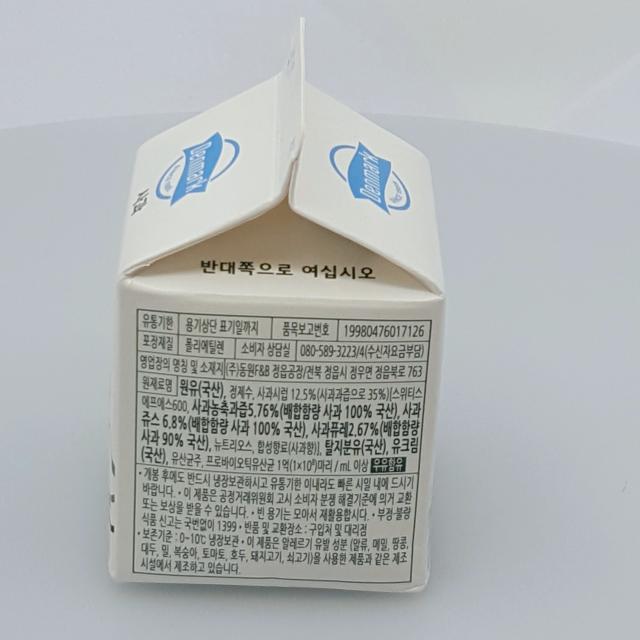 Denmark
Denmark
반대쪽으로 여십시오
유통기한 용기상단 표기일까지 품목보고번호 19980476017126
포장재질 폴리에틸렌 소비자 상담실 080-589-3223/4(수신자요금부담)
영업장의 명칭 및 소재지 (주)동원F&B 정읍공장/전북 정읍시 정우면 정읍북로 763
원재료명 원유(국산), 정제수, 사과시럽 12.5%(사과과즙으로 35%)[스위티스
에프에스600, 사과농축과즙5.76%(배합함량 사과 100% 국산), 사과
쥬스 6.8%(배합함량 사과 100% 국산), 사과퓨레2.67%(배합함량
사과 90% 국산), 뉴트리오스, 합성향료(사과향)], 탈지분유(국산), 유크림
(국산), 유산균주, 프로바이오틱유산균 1억(1×10⁸)마리 / mL 이상 우유함유
• 개봉 후에도 반드시 냉장보관하시고 유통기한 이내라도 빠른 시일 내에 드시기
바랍니다. • 이 제품은 공정거래위원회 고시 소비자 분쟁 해결기준에 의거 교환
또는 보상을 받을 수 있습니다. • 빈 용기는 모아서 재활용합시다. • 부정·불량
식품 신고는 국번없이 1399 • 반품 및 교환장소 : 구입처 및 대리점
• 보존기준 : 0~10℃ 냉장보관 • 이 제품은 알레르기 유발 성분 (알류, 메밀, 땅콩,
대두, 밀, 복숭아, 토마토, 호두, 돼지고기, 쇠고기)을 사용한 제품과 같은 제조
시설에서 제조하고 있습니다.